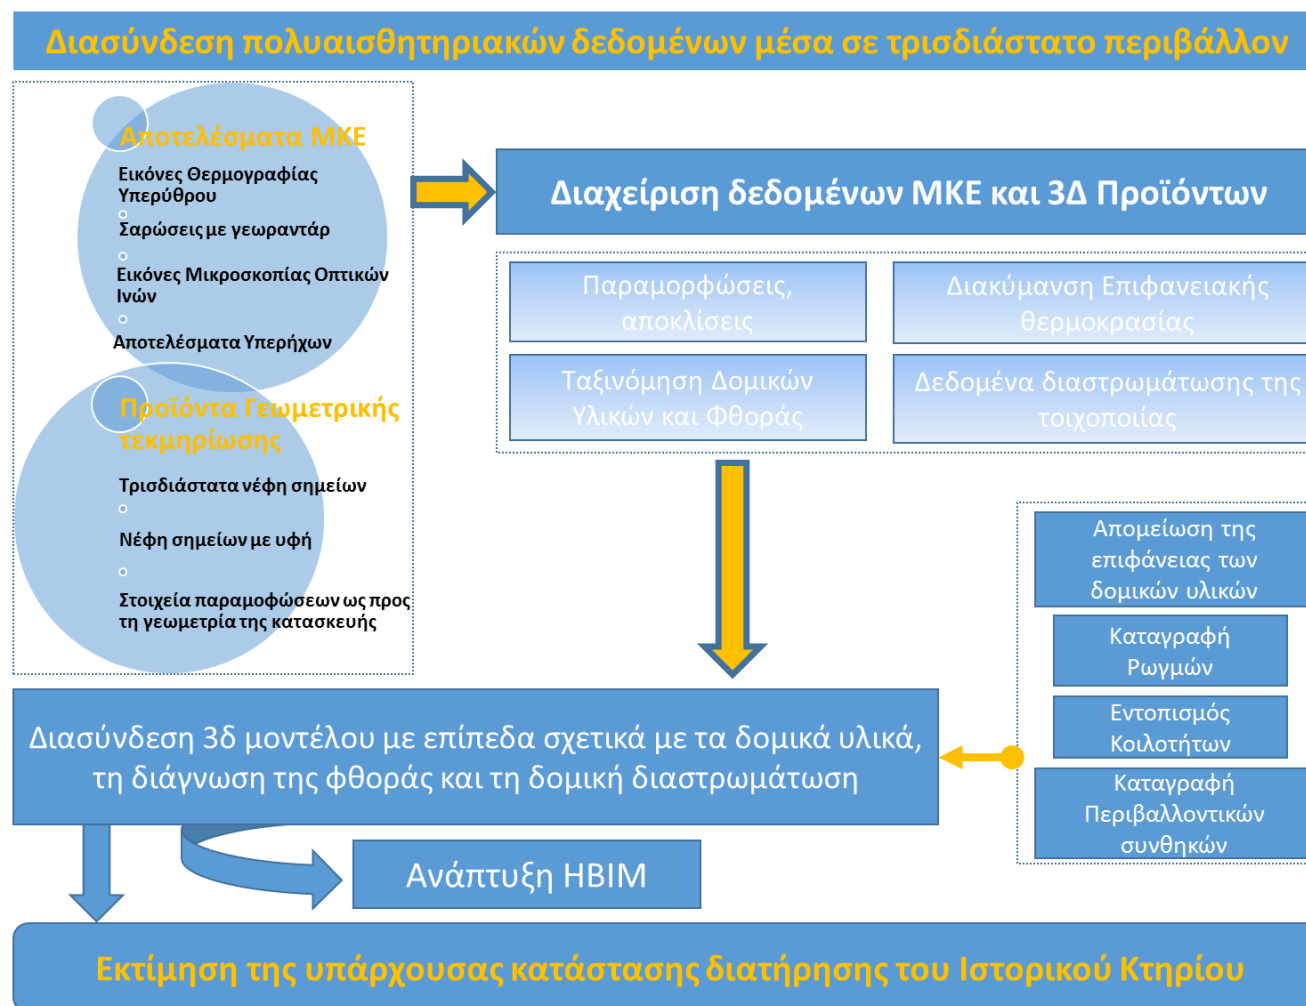 Διασύνδεση πολυαισθητηριακών δεδομένων μέσα σε τρισδιάστατο περιβάλλον
Αποτελέσματα ΜΚΕ
Εικόνες Θερμογραφίας
Υπερύθρου
Σαρώσεις με γεωραντάρ
Εικόνες Μικροσκοπίας Οπτικών
Ινών
Αποτελέσματα Υπερήχων
Προϊόντα Γεωμετρικής
τεκμηρίωσης
Τρισδιάστατα νέφη σημείων
Νέφη σημείων με υφή
Στοιχεία παραμοφώσεων ως προς
τη γεωμετρία της κατασκευής
Διαχείριση δεδομένων ΜΚΕ και 3Δ Προϊόντων
Παραμορφώσεις,
αποκλίσεις
Διακύμανση Επιφανειακής
θερμοκρασίας
Ταξινόμηση Δομικών
Υλικών και Φθοράς
Δεδομένα διαστρωμάτωσης της
τοιχοποιίας
Απομείωση της
επιφάνειας των
δομικών υλικών
Καταγραφή
Ρωγμών
Εντοπισμός
Κοιλοτήτων
Καταγραφή
Περιβαλλοντικών
συνθηκών
Διασύνδεση 3δ μοντέλου με επίπεδα σχετικά με τα δομικά υλικά,
τη διάγνωση της φθοράς και τη δομική διαστρωμάτωση
Ανάπτυξη HBIM
Εκτίμηση της υπάρχουσας κατάστασης διατήρησης του Ιστορικού Κτηρίου